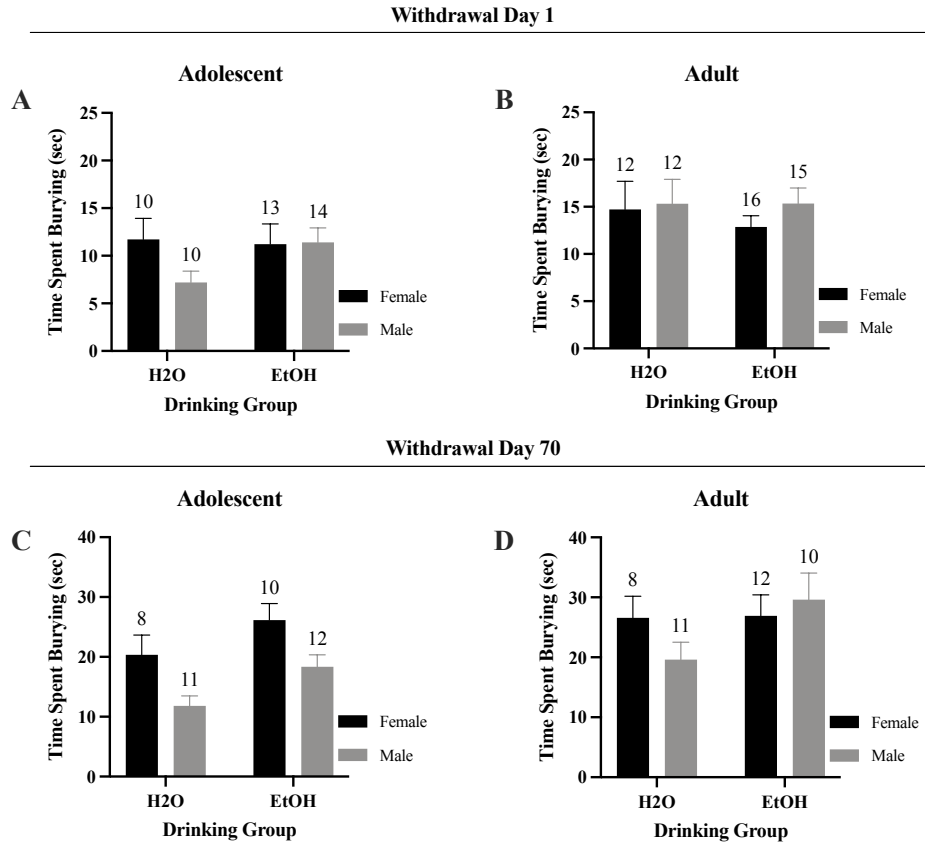 Withdrawal Day 1
Adolescent
A
Time Spent Burying (sec)
25
20
15
10
5
0
10
10
13
14
Female
Male
H2O
EtOH
Drinking Group
Adult
B
Time Spent Burying (sec)
25
20
15
10
5
0
12
12
16
15
Female
Male
H2O
EtOH
Drinking Group
Withdrawal Day 70
Adolescent
C
Time Spent Burying (sec)
40
30
20
10
0
8
11
10
12
Female
Male
H2O
EtOH
Drinking Group
Adult
D
Time Spent Burying (sec)
40
30
20
10
0
8
11
12
10
Female
Male
H2O
EtOH
Drinking Group